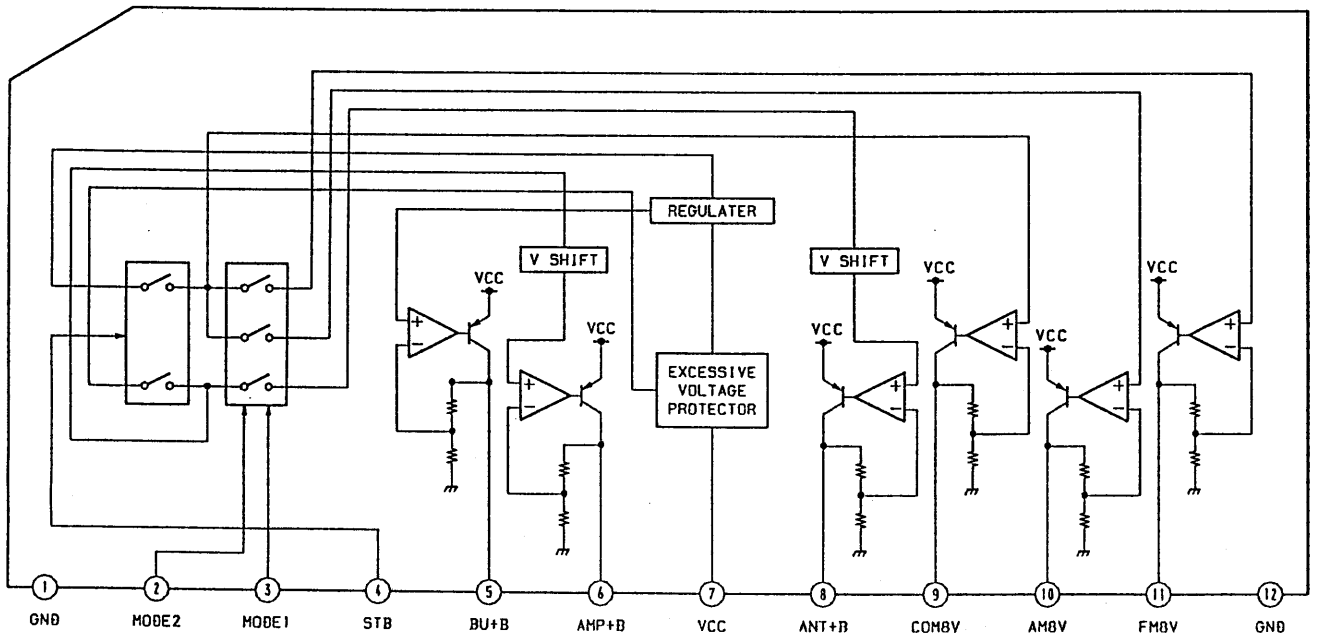 REGULATER
V SHIFT
V SHIFT
VCC
VCC
VCC
VCC
VCC
VCC
EXCESSIVE
VOLTAGE
PROTECTOR
+
−
+
−
+
−
+
−
+
−
+
−
1 2 3 4 5 6 7 8 9 10 11 12
GND MODE2 MODE1 STB BU+B AMP+B VCC ANT+B COM8V AM8V FM8V GND